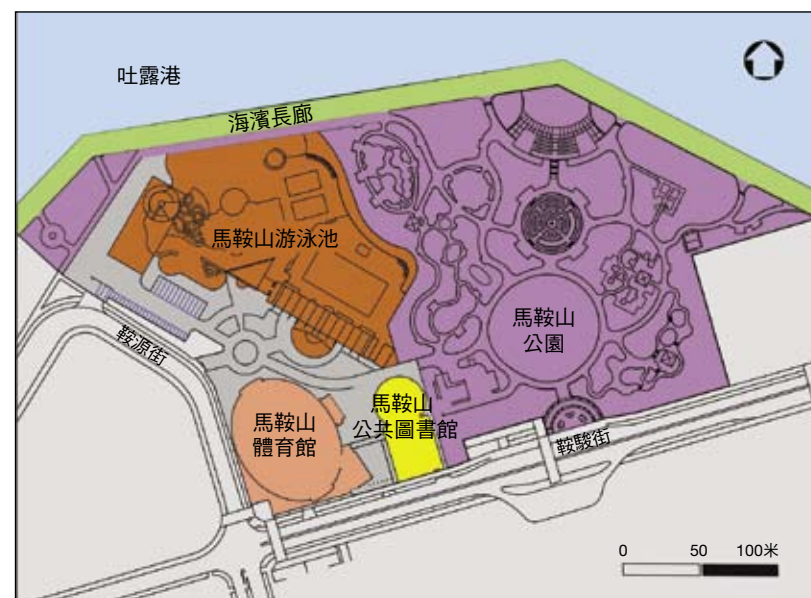 吐露港
海濱長廊
馬鞍山游泳池
馬鞍山
公園
鞍源街
馬鞍山
體育館
馬鞍山
公共圖書館
鞍駿街
0 50 100米